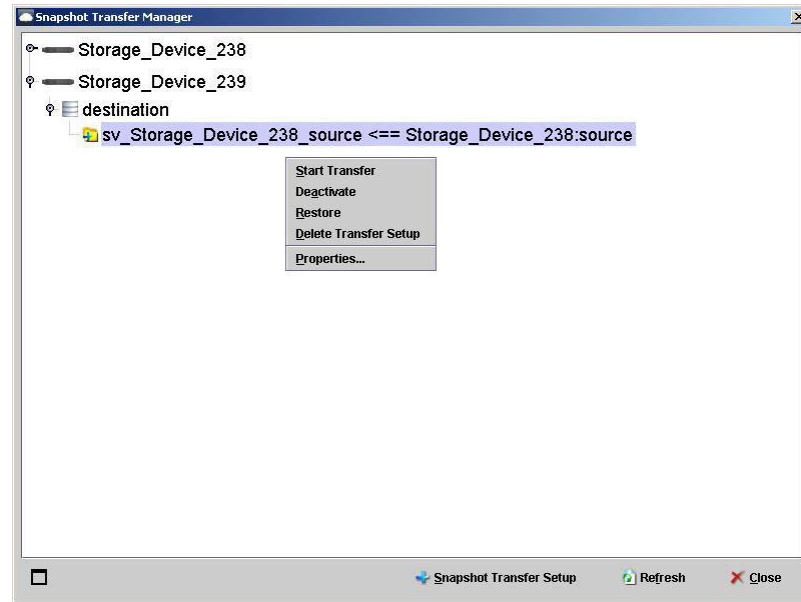 Snapshot Transfer Manager
Storage_Device_238
Storage_Device_239
destination
sv_Storage_Device_238_source <== Storage_Device_238:source
Start Transfer
Deactivate
Restore
Delete Transfer Setup
Properties...
Snapshot Transfer Setup Refresh Close